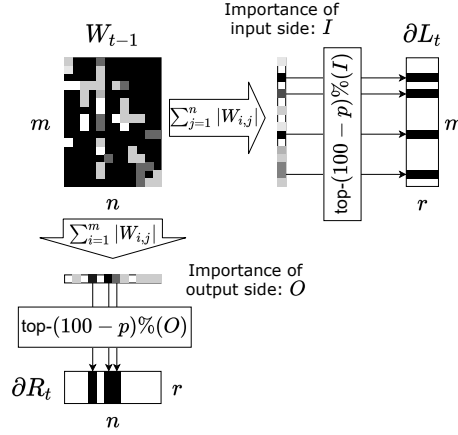 W_{t-1}
Importance of
input side: I
∂L_t
m
∑_{j=1}^{n} |W_{i,j}|
top-(100 − p)%(I)
m
n
r
∑_{i=1}^{m} |W_{i,j}|
Importance of
output side: O
top-(100 − p)%(O)
∂R_t
r
n